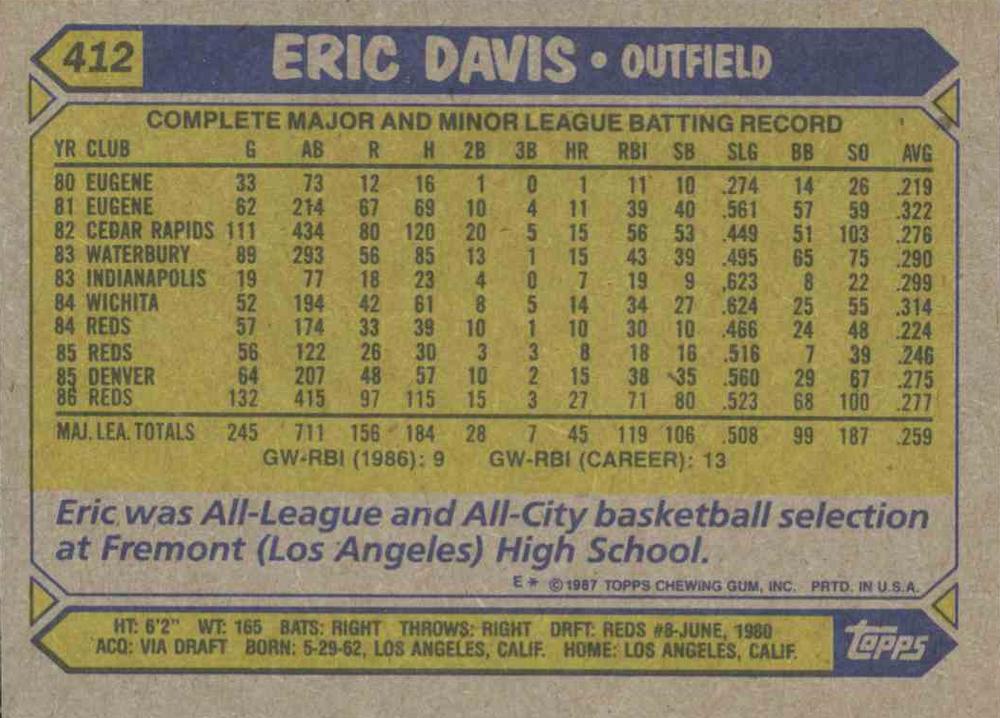 412 ERIC DAVIS • OUTFIELD
COMPLETE MAJOR AND MINOR LEAGUE BATTING RECORD
YR CLUB G AB R H 2B 3B HR RBI SB SLG BB SO AVG
80 EUGENE 33 73 12 16 1 0 1 11 10 .274 14 26 .219
81 EUGENE 62 214 67 69 10 4 11 39 40 .561 57 59 .322
82 CEDAR RAPIDS 111 434 80 120 20 5 15 56 53 .449 51 103 .276
83 WATERBURY 89 293 56 85 13 1 15 43 39 .495 65 75 .290
83 INDIANAPOLIS 19 77 18 23 4 0 7 19 9 .623 8 22 .299
84 WICHITA 52 194 42 61 8 5 14 34 27 .624 25 55 .314
84 REDS 57 174 33 39 10 1 10 30 10 .466 24 48 .224
85 REDS 56 122 26 30 3 3 8 18 16 .516 7 39 .246
85 DENVER 64 207 48 57 10 2 15 38 35 .560 29 67 .275
86 REDS 132 415 97 115 15 3 27 71 80 .523 68 100 .277
MAJ. LEA. TOTALS 245 711 156 184 28 7 45 119 106 .508 99 187 .259
GW-RBI (1986): 9 GW-RBI (CAREER): 13
Eric was All-League and All-City basketball selection
at Fremont (Los Angeles) High School.
E* © 1987 TOPPS CHEWING GUM, INC. PRTD. IN U.S.A.
HT: 6'2" WT: 165 BATS: RIGHT THROWS: RIGHT DRFT: REDS #8-JUNE, 1980
ACQ: VIA DRAFT BORN: 5-29-62, LOS ANGELES, CALIF. HOME: LOS ANGELES, CALIF.
Topps